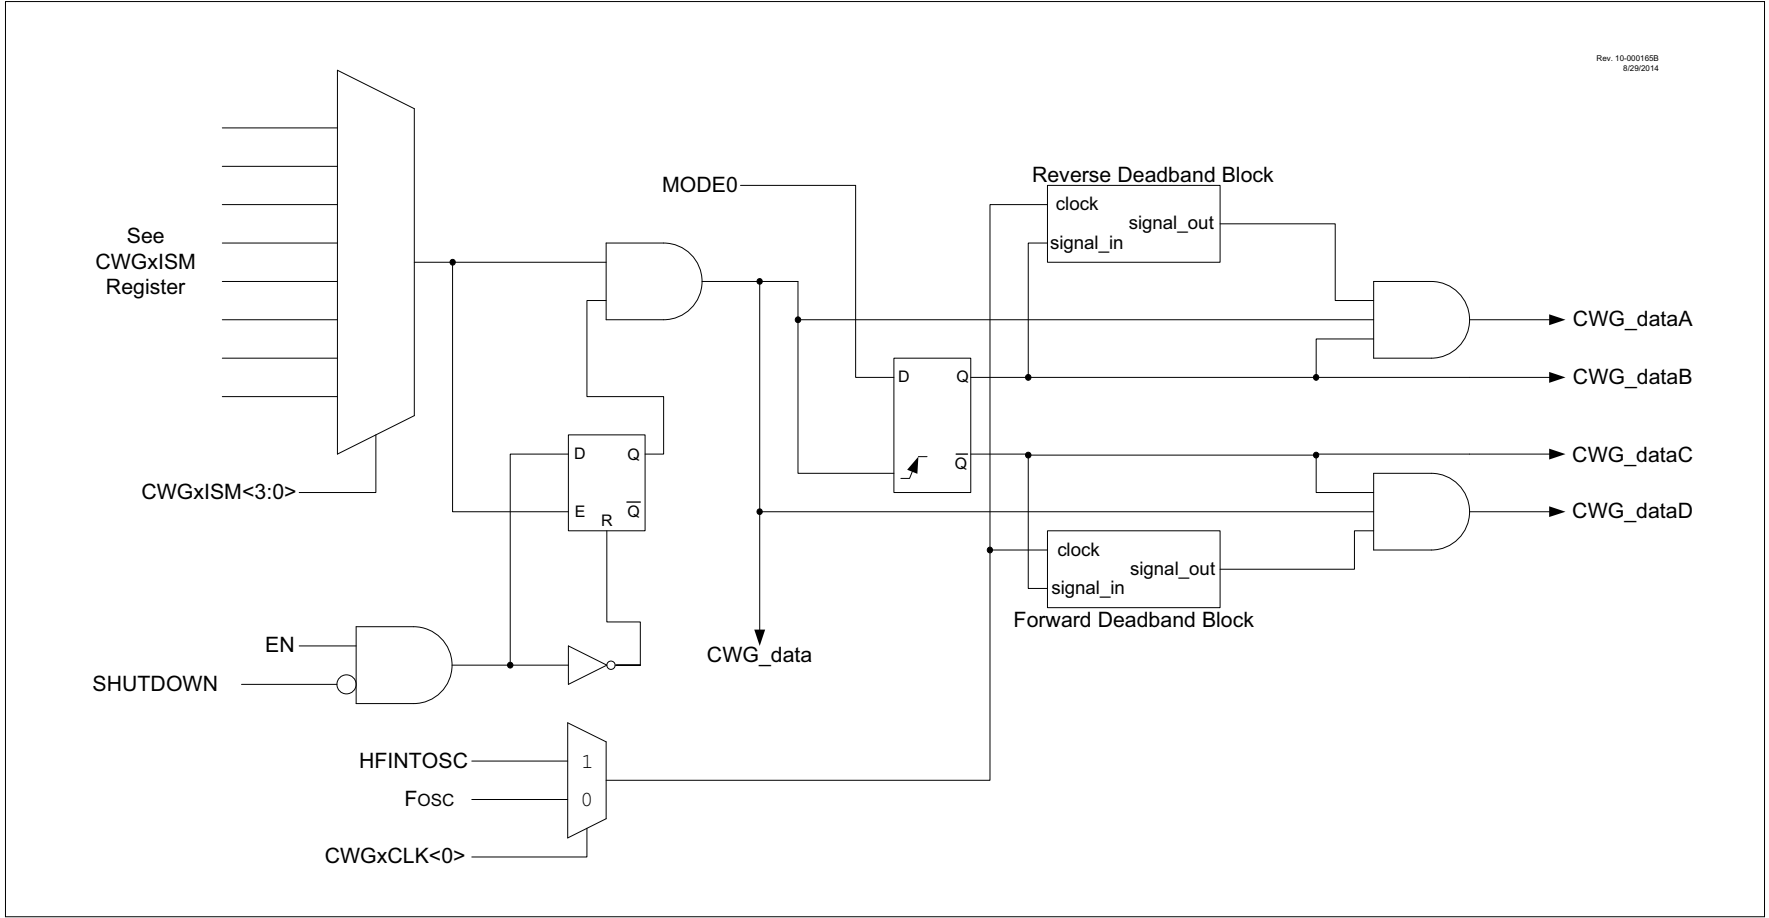 Rev. 10-000165B
8/29/2014
See
CWGxISM
Register
CWGxISM<3:0>
EN
SHUTDOWN
D
Q
E
R
Q̅
HFINTOSC
1
FOSC
0
CWGxCLK<0>
MODE0
CWG_data
D
Q
Q̅
Reverse Deadband Block
clock
signal_out
signal_in
clock
signal_out
signal_in
Forward Deadband Block
CWG_dataA
CWG_dataB
CWG_dataC
CWG_dataD